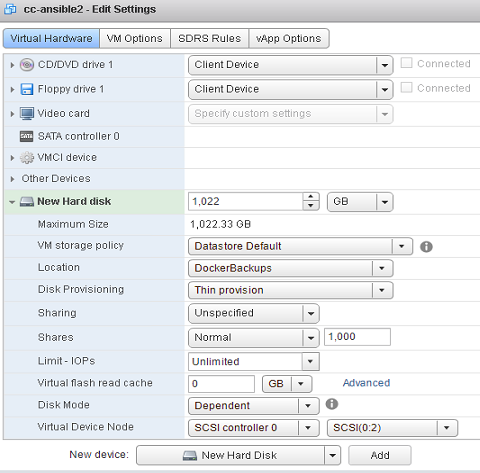 cc-ansible2 - Edit Settings
Virtual Hardware VM Options SDRS Rules vApp Options
CD/DVD drive 1 Client Device Connected
Floppy drive 1 Client Device Connected
Video card Specify custom settings
SATA SATA controller 0
VMCI device
Other Devices
New Hard disk 1,022 GB
Maximum Size 1,022.33 GB
VM storage policy Datastore Default
Location DockerBackups
Disk Provisioning Thin provision
Sharing Unspecified
Shares Normal 1,000
Limit - IOPs Unlimited
Virtual flash read cache 0 GB Advanced
Disk Mode Dependent
Virtual Device Node SCSI controller 0 SCSI(0:2)
New device: New Hard Disk Add